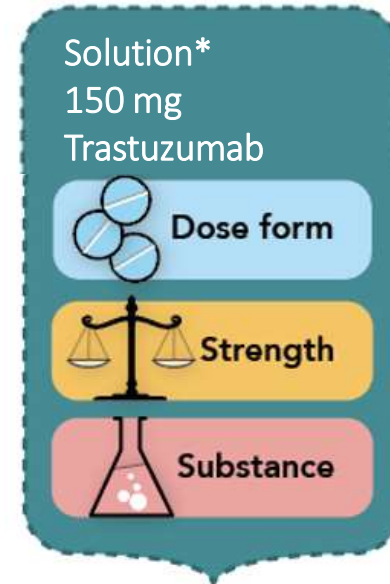 Solution*
150 mg
Trastuzumab
Dose form
Strength
Substance